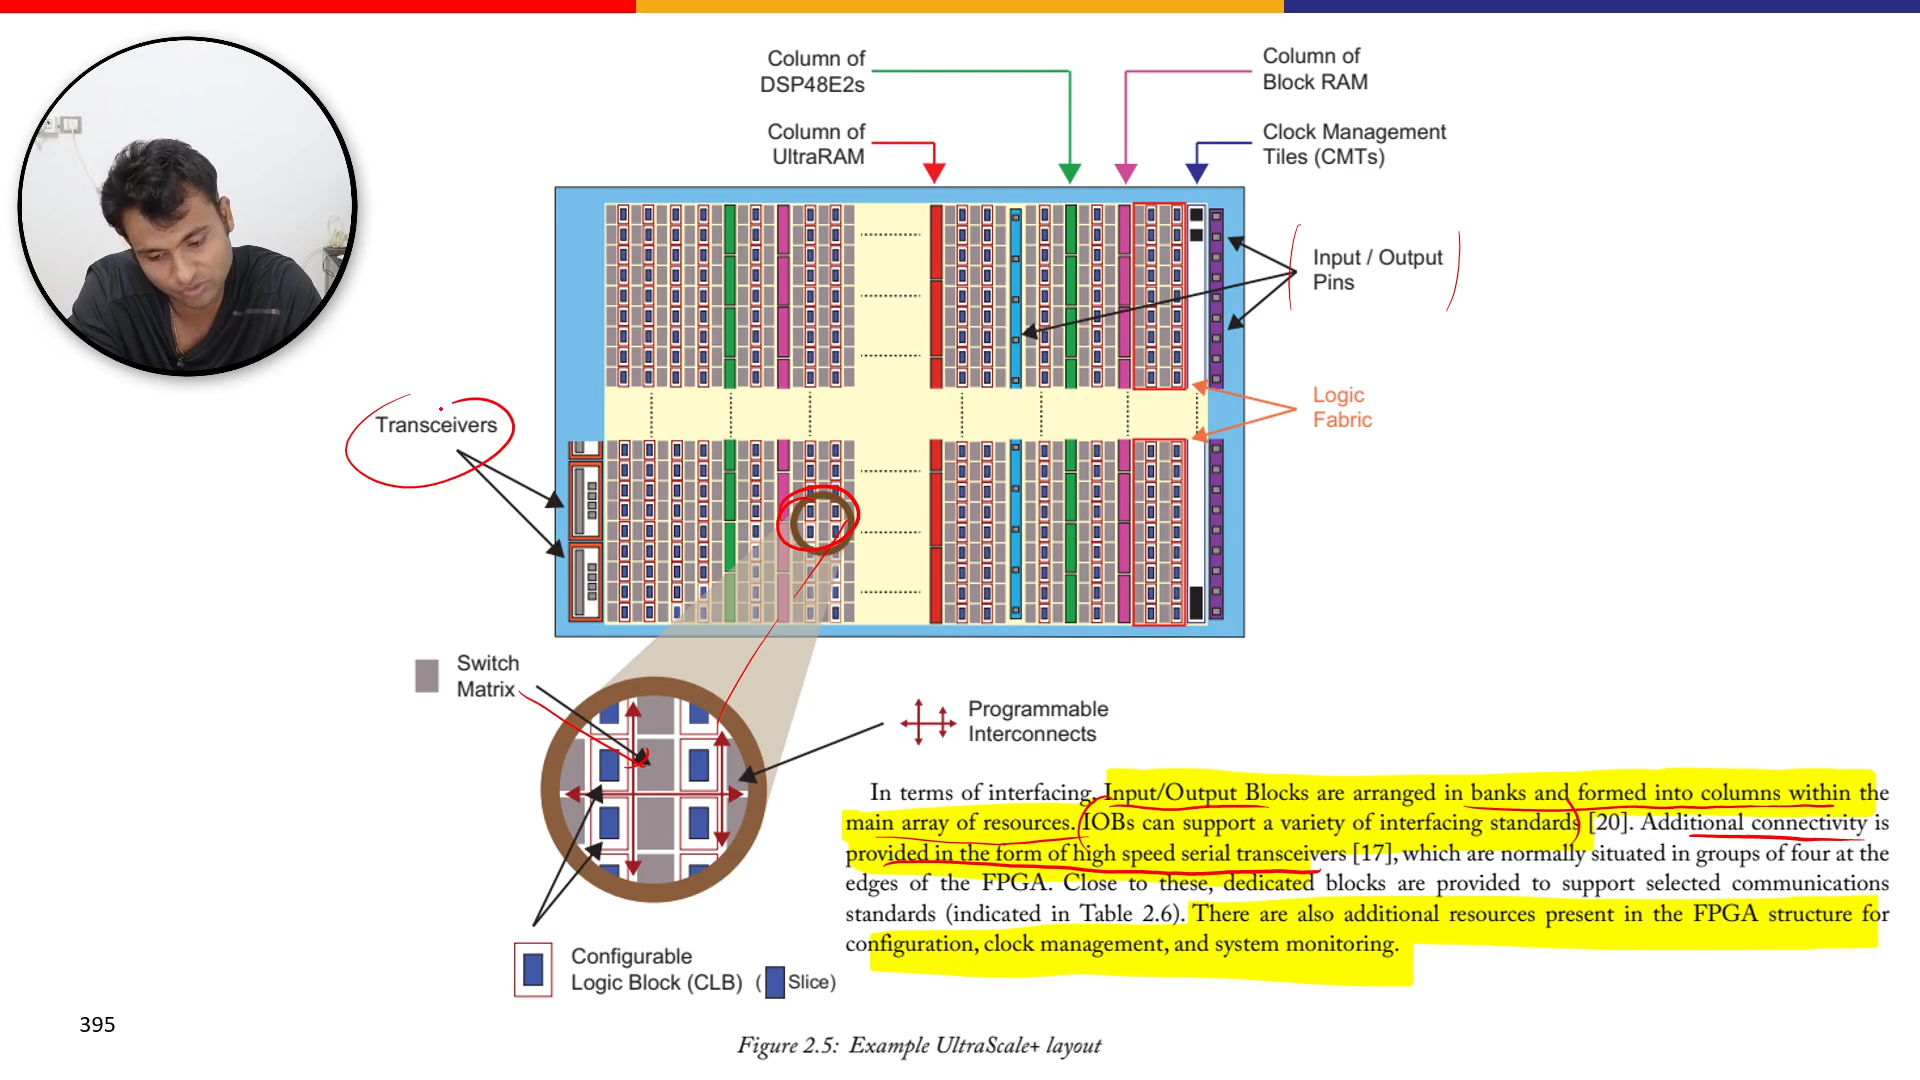 Column of
DSP48E2s
Column of
Block RAM
Column of
UltraRAM
Clock Management
Tiles (CMTs)
Input / Output
Pins
Logic
Fabric
Transceivers
Switch
Matrix
Programmable
Interconnects
In terms of interfacing, Input/Output Blocks are arranged in banks and formed into columns within the
main array of resources. IOBs can support a variety of interfacing standards [20]. Additional connectivity is
provided in the form of high speed serial transceivers [17], which are normally situated in groups of four at the
edges of the FPGA. Close to these, dedicated blocks are provided to support selected communications
standards (indicated in Table 2.6). There are also additional resources present in the FPGA structure for
configuration, clock management, and system monitoring.
Configurable
Logic Block (CLB) ( Slice)
395
Figure 2.5: Example UltraScale+ layout